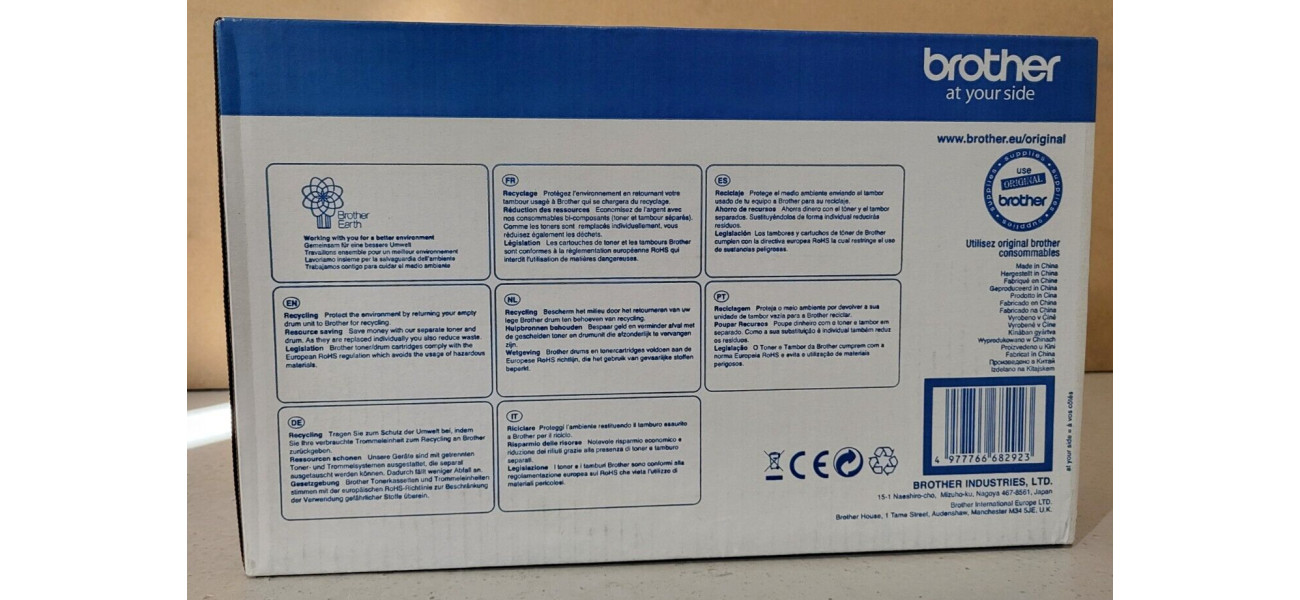 brother
at your side
www.brother.eu/original
supplies supplies supplies supplies
use
ORIGINAL
brother
Utilisez original brother
consommables
Made in China
Hergestellt in China
Fabriqué en Chine
Geproduceerd in China
Prodotto in Cina
Fabricado en China
Fabricado na China
Vyrobeno v Číně
Vyrobené v Číne
Kínában gyártva
Wyprodukowano w Chinach
Proizvedeno u Kini
Fabricat în China
Произведено в Китай
Izdelano na Kitajskem
Brother
Earth
Working with you for a better environment
Gemeinsam für eine bessere Umwelt
Travaillons ensemble pour un meilleur environnement
Lavoriamo insieme per la salvaguardia dell'ambiente
Trabajamos contigo para cuidar el medio ambiente
FR
Recyclage Protégez l'environnement en retournant votre
tambour usagé à Brother qui se chargera du recyclage.
Réduction des ressources Economisez de l'argent avec
nos consommables bi-composants (toner et tambour séparés).
Comme les toners sont remplacés individuellement, vous
réduisez également les déchets.
Législation Les cartouches de toner et les tambours Brother
sont conformes à la réglementation européenne RoHS qui
interdit l'utilisation de matières dangereuses.
ES
Reciclaje Protege el medio ambiente enviando el tambor
usado de tu equipo a Brother para su reciclaje.
Ahorro de recursos Ahorra dinero con el tóner y el tambor
separados. Sustituyéndolos de forma individual reducirás
residuos.
Legislación Los tambores y cartuchos de tóner de Brother
cumplen con la directiva europea RoHS la cual restringe el uso
de sustancias peligrosas.
EN
Recycling Protect the environment by returning your empty
drum unit to Brother for recycling.
Resource saving Save money with our separate toner and
drum. As they are replaced individually you also reduce waste.
Legislation Brother toner/drum cartridges comply with the
European RoHS regulation which avoids the usage of hazardous
materials.
NL
Recycling Bescherm het milieu door het retourneren van uw
lege Brother drum ten behoeven van recycling.
Hulpbronnen behouden Bespaar geld en verminder afval met
de gescheiden toner en drumunit die afzonderlijk te vervangen
zijn.
Wetgeving Brother drums en tonercartridges voldoen aan de
Europese RoHS richtlijn, die het gebruik van gevaarlijke stoffen
beperkt.
PT
Reciclagem Proteja o meio ambiente por devolver a sua
unidade de tambor vazia para a Brother reciclar.
Poupar Recursos Poupe dinheiro com o toner e tambor em
separado. Como a sua substituição é individual também reduz
os resíduos.
Legislação O Toner e Tambor da Brother cumprem com a
norma Europeia RoHS e evita a utilização de materiais
perigosos.
DE
Recycling Tragen Sie zum Schutz der Umwelt bei, indem
Sie Ihre verbrauchte Trommeleinheit zum Recycling an Brother
zurückgeben.
Ressourcen schonen Unsere Geräte sind mit getrennten
Toner- und Trommelsystemen ausgestattet, die separat
ausgetauscht werden können. Dadurch fällt weniger Abfall an.
Gesetzgebung Brother Tonerkassetten und Trommeleinheiten
stimmen mit der europäischen RoHS-Richtlinie zur Beschränkung
der Verwendung gefährlicher Stoffe überein.
IT
Riciclare Proteggi l'ambiente restituendo il tamburo esaurito
a Brother per il riciclo.
Risparmio delle risorse Notevole risparmio economico e
riduzione dei rifiuti grazie alla presenza di toner e tamburo
separati.
Legislazione I toner e i tamburi Brother sono conformi alla
regolamentazione europea sui RoHS che vieta l'utilizzo di
materiali pericolosi.
CE
4 977766 682923
at your side = à vos côtés
BROTHER INDUSTRIES, LTD.
15-1 Naeshiro-cho, Mizuho-ku, Nagoya 467-8561, Japan
Brother International Europe LTD.
Brother House, 1 Tame Street, Audenshaw, Manchester M34 5JE, U.K.